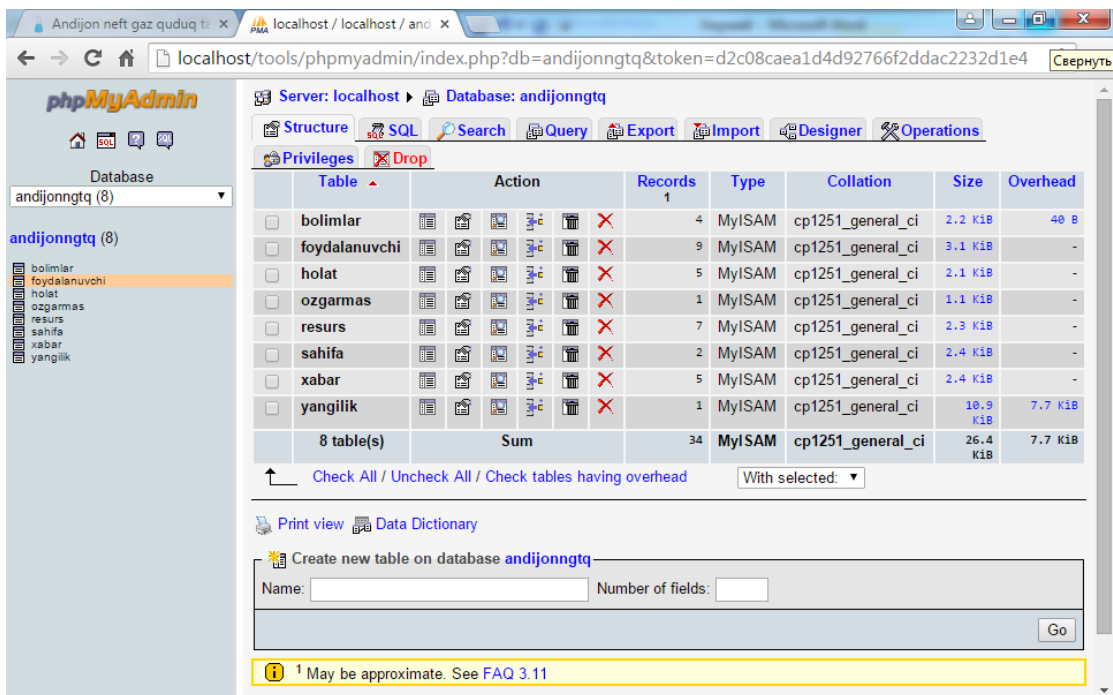 Andijon neft gaz quduq ta
localhost / localhost / and
localhost/tools/phpmyadmin/index.php?db=andijonngtq&token=d2c08caea1d4d92766f2ddac2232d1e4
Свернуть
phpMyAdmin
Database
andijonngtq (8)
andijonngtq (8)
bolimlar
foydalanuvchi
holat
ozgarmas
resurs
sahifa
xabar
yangilik
Server: localhost Database: andijonngtq
Structure SQL Search Query Export Import Designer Operations
Privileges Drop
Table Action Records 1 Type Collation Size Overhead
bolimlar 4 MyISAM cp1251_general_ci 2.2 KiB 40 B
foydalanuvchi 9 MyISAM cp1251_general_ci 3.1 KiB -
holat 5 MyISAM cp1251_general_ci 2.1 KiB -
ozgarmas 1 MyISAM cp1251_general_ci 1.1 KiB -
resurs 7 MyISAM cp1251_general_ci 2.3 KiB -
sahifa 2 MyISAM cp1251_general_ci 2.4 KiB -
xabar 5 MyISAM cp1251_general_ci 2.4 KiB -
yangilik 1 MyISAM cp1251_general_ci 10.9 KiB 7.7 KiB
8 table(s) Sum 34 MyISAM cp1251_general_ci 26.4 KiB 7.7 KiB
Check All / Uncheck All / Check tables having overhead With selected:
Print view Data Dictionary
Create new table on database andijonngtq
Name: Number of fields:
Go
1 May be approximate. See FAQ 3.11